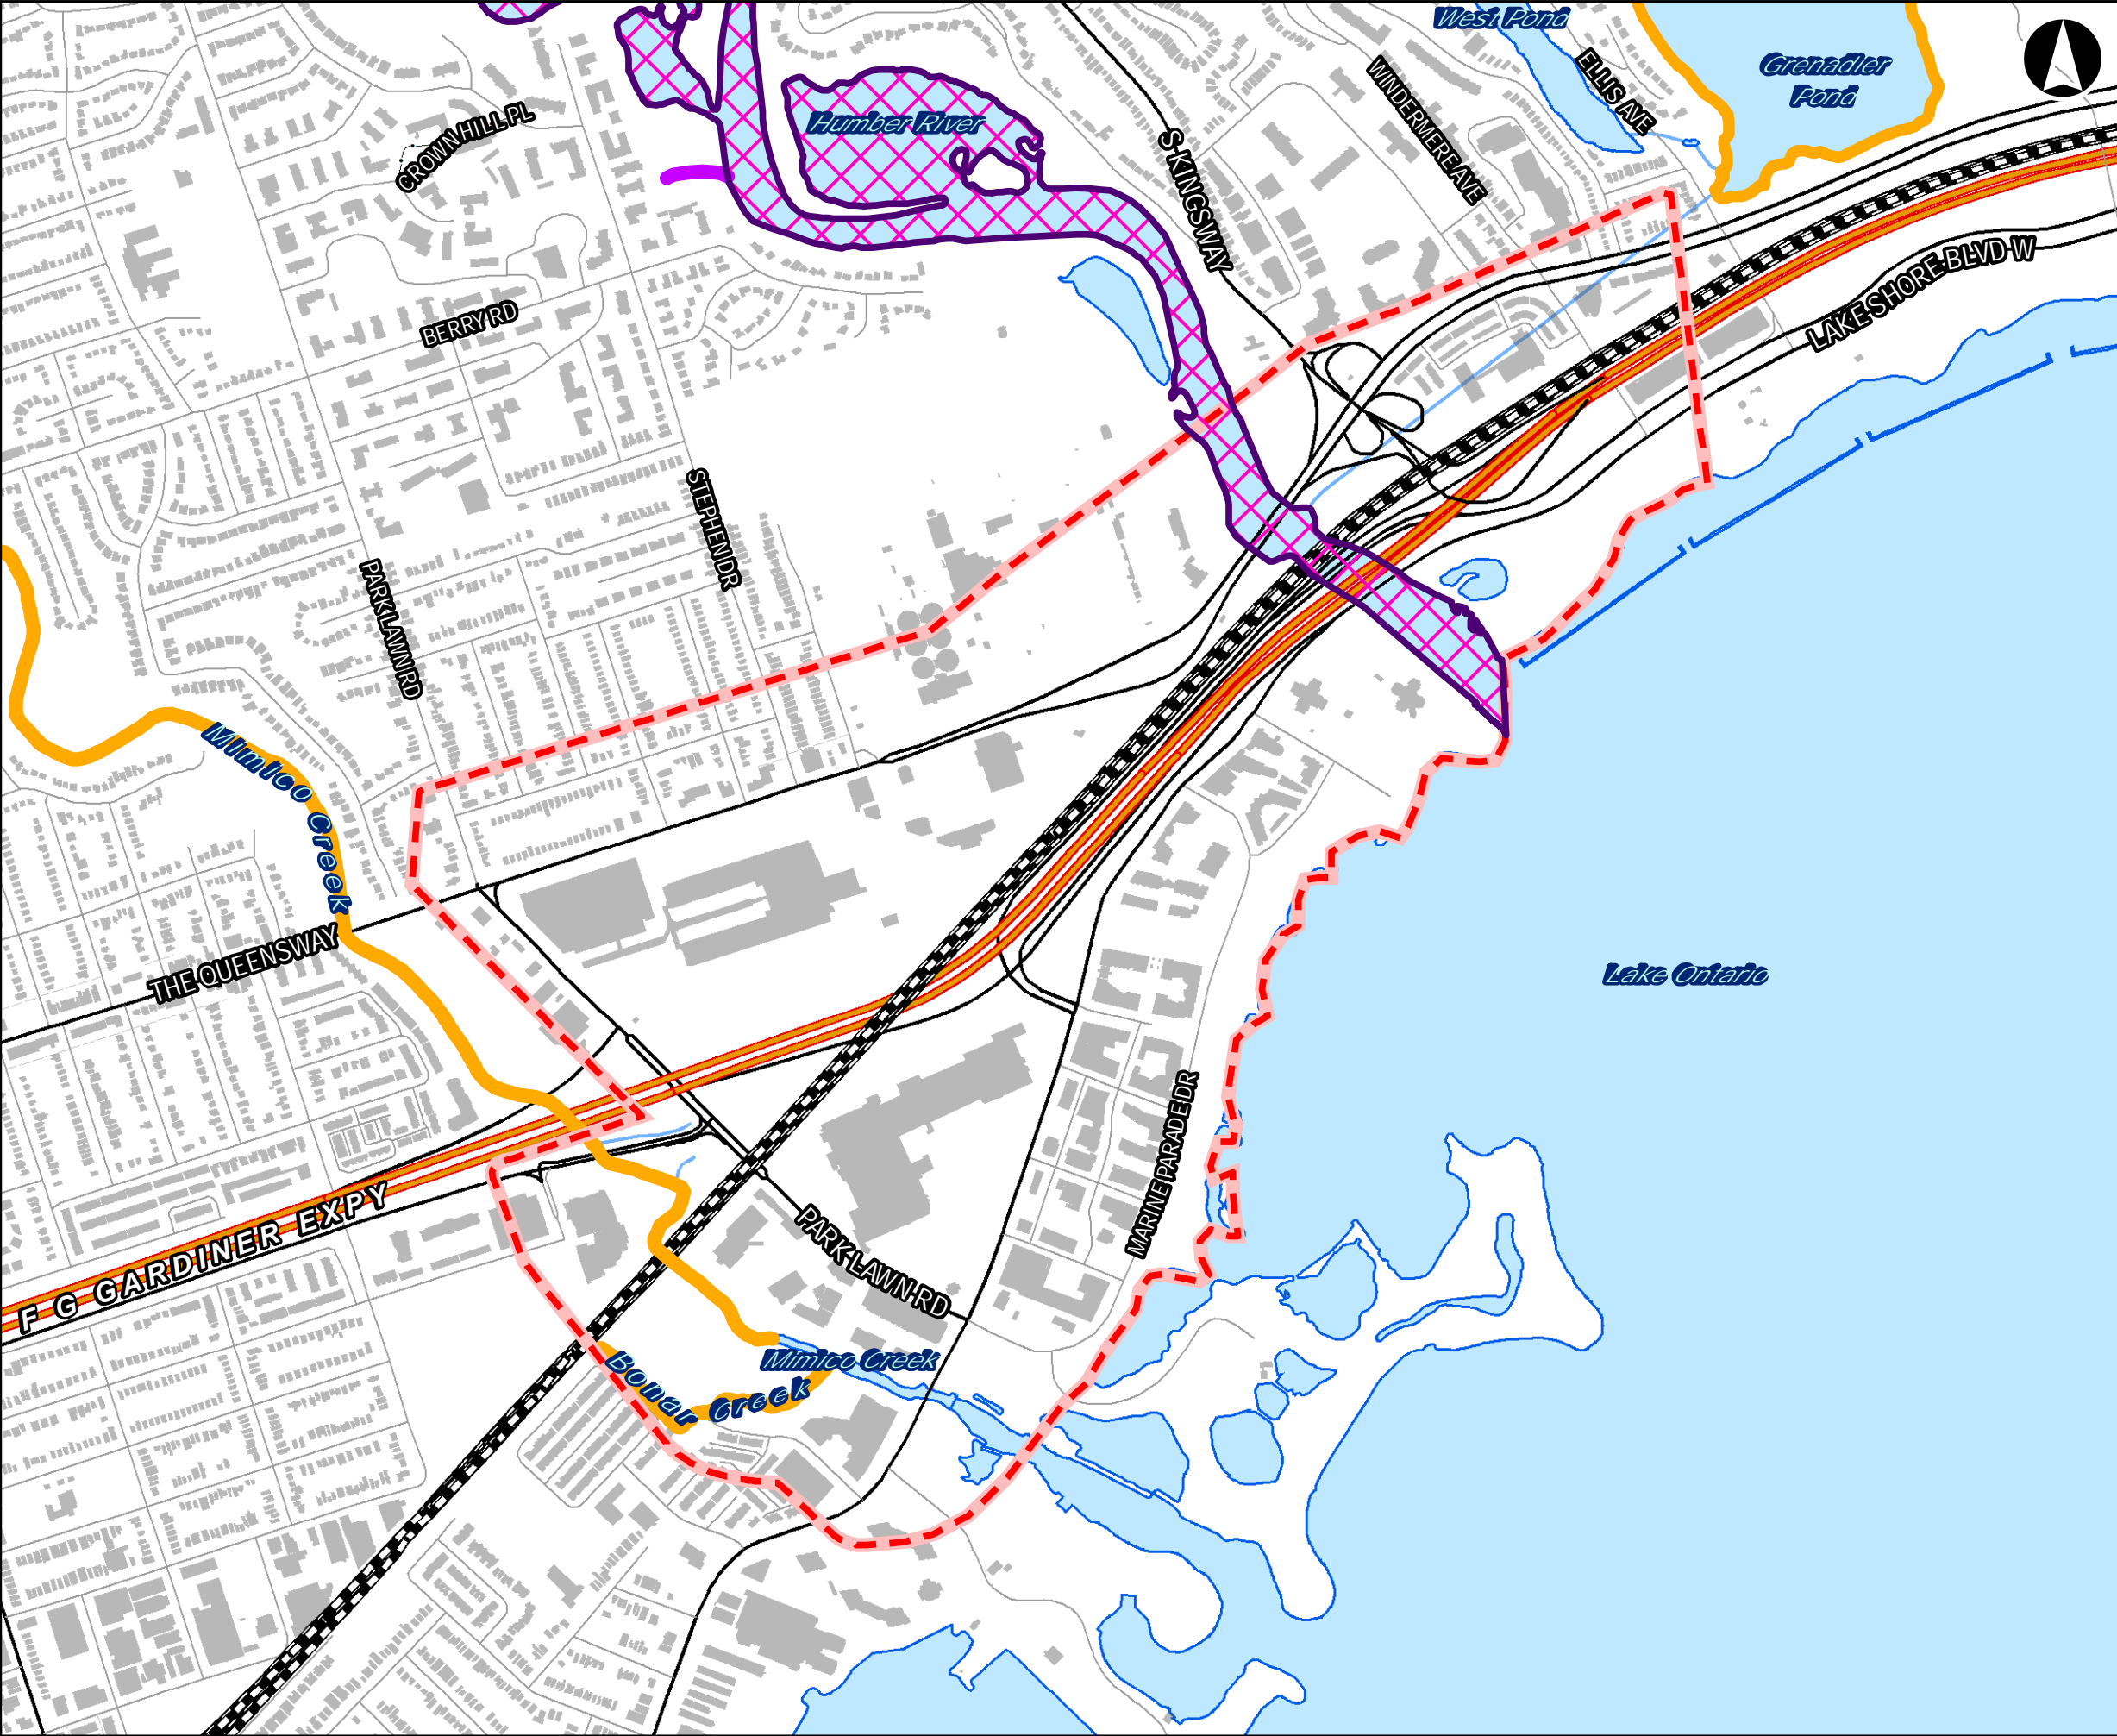 West Pond
Grenadier
Pond
ELLIS AVE
WINDERMERE AVE
CROWN HILL PL
Humber River
S KINGSWAY
LAKE SHORE BLVD W
BERRY RD
STEPHEN DR
PARK LAWN RD
Mimico Creek
THE QUEENSWAY
Lake Ontario
MARINE PARADE DR
F G GARDINER EXPY
PARK LAWN RD
Mimico Creek
Bonar Creek